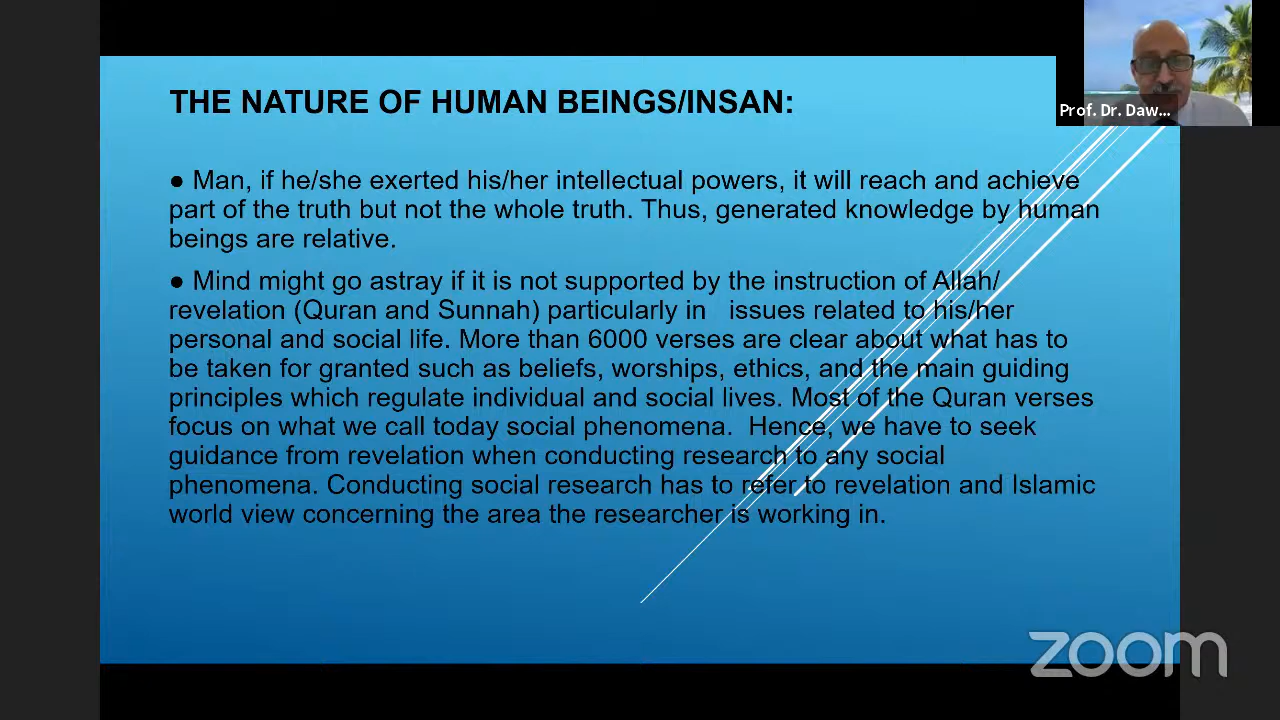 THE NATURE OF HUMAN BEINGS/INSAN:
Prof. Dr. Daw...
● Man, if he/she exerted his/her intellectual powers, it will reach and achieve
part of the truth but not the whole truth. Thus, generated knowledge by human
beings are relative.
● Mind might go astray if it is not supported by the instruction of Allah/
revelation (Quran and Sunnah) particularly in issues related to his/her
personal and social life. More than 6000 verses are clear about what has to
be taken for granted such as beliefs, worships, ethics, and the main guiding
principles which regulate individual and social lives. Most of the Quran verses
focus on what we call today social phenomena. Hence, we have to seek
guidance from revelation when conducting research to any social
phenomena. Conducting social research has to refer to revelation and Islamic
world view concerning the area the researcher is working in.
zoom